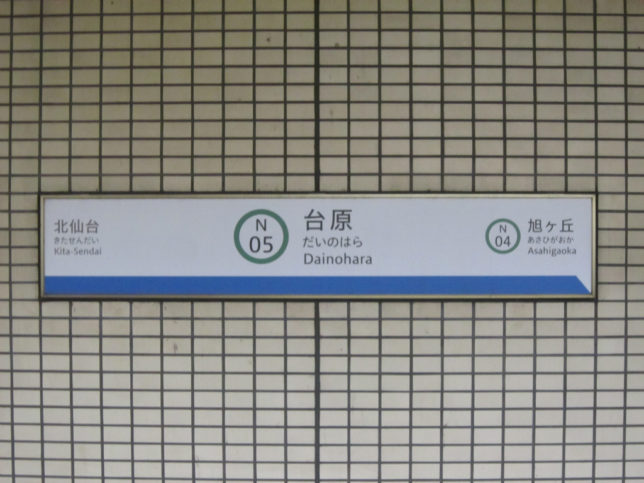 北仙台
きたせんだい
Kita-Sendai
N
05
台原
だいのはら
Dainohara
N
04
旭ヶ丘
あさひがおか
Asahigaoka